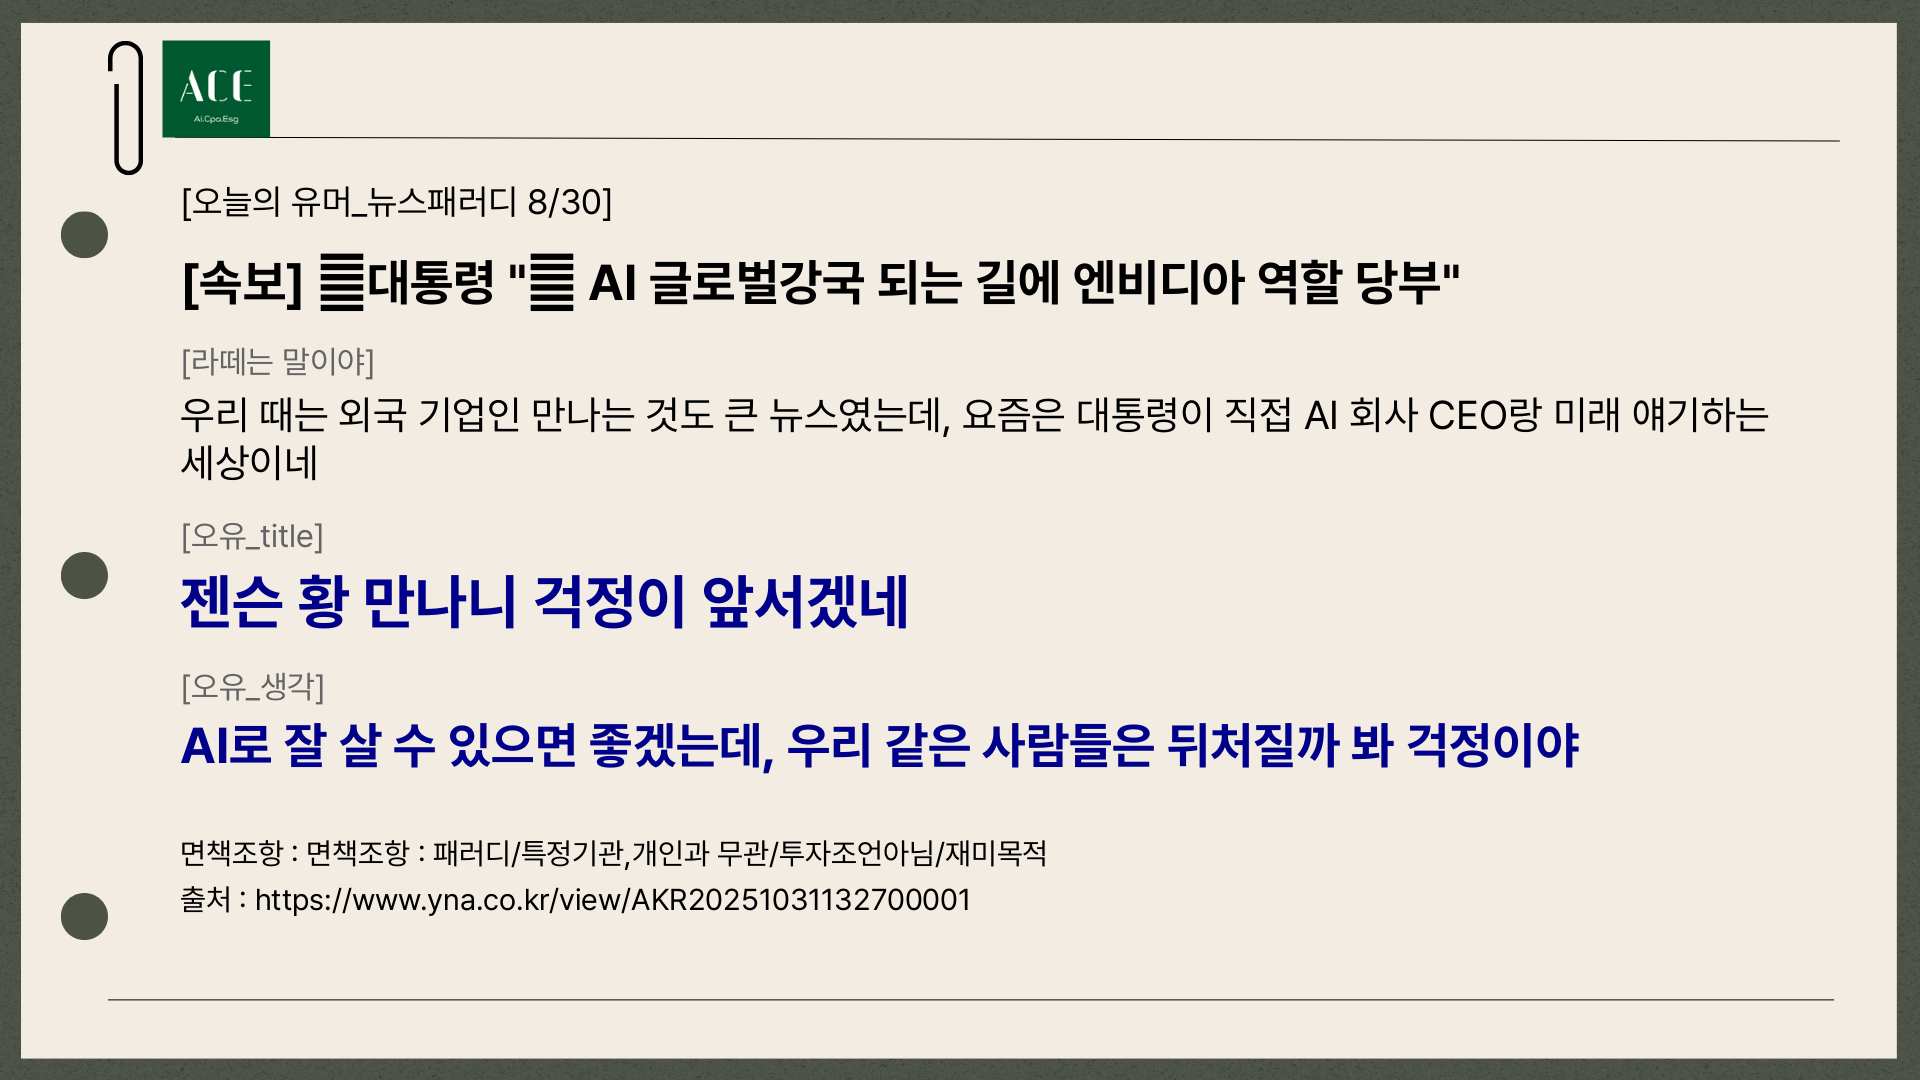 ACE
Ai.Cpa.Esg
[오늘의 유머_뉴스패러디 8/30]
[속보] 대통령 " AI 글로벌강국 되는 길에 엔비디아 역할 당부"
[라떼는 말이야]
우리 때는 외국 기업인 만나는 것도 큰 뉴스였는데, 요즘은 대통령이 직접 AI 회사 CEO랑 미래 얘기하는
세상이네
[오유_title]
젠슨 황 만나니 걱정이 앞서겠네
[오유_생각]
AI로 잘 살 수 있으면 좋겠는데, 우리 같은 사람들은 뒤처질까 봐 걱정이야
면책조항 : 면책조항 : 패러디/특정기관,개인과 무관/투자조언아님/재미목적
출처 : https://www.yna.co.kr/view/AKR20251031132700001